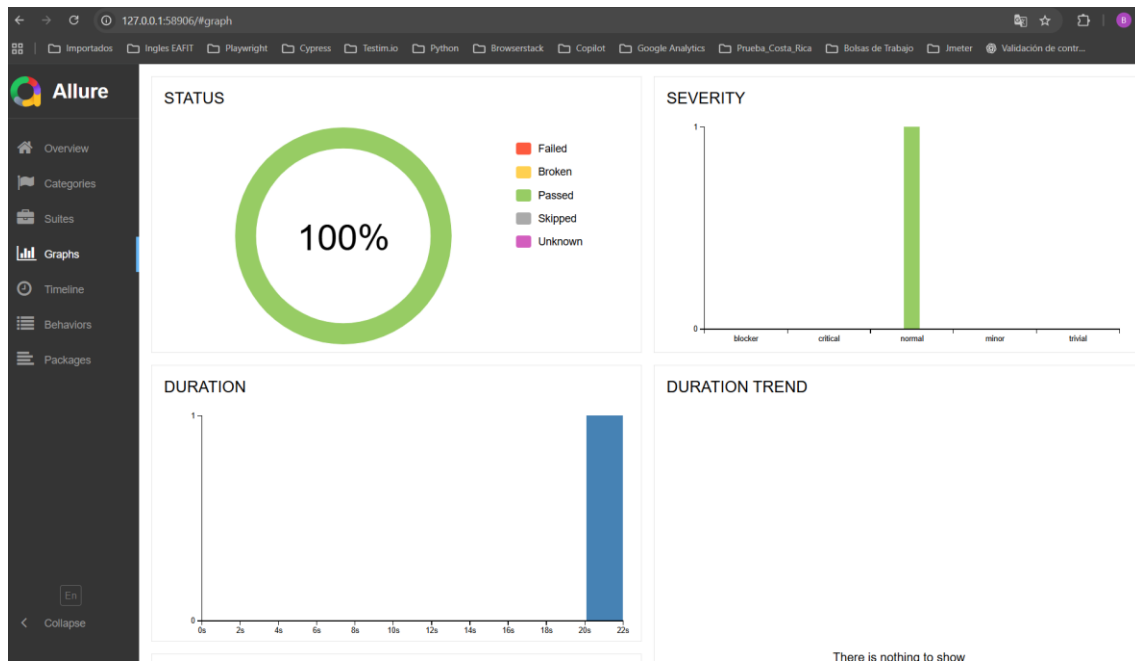 127.0.0.1:58906/#graph
B
Importados Ingles EAFIT Playwright Cypress Testim.io Python Browserstack Copilot Google Analytics Prueba_Costa_Rica Bolsas de Trabajo Jmeter Validación de contr...
Allure
Overview
Categories
Suites
Graphs
Timeline
Behaviors
Packages
En
Collapse
STATUS
100%
Failed
Broken
Passed
Skipped
Unknown
SEVERITY
1
0
blocker critical normal minor trivial
DURATION
1
0
0s 2s 4s 6s 8s 10s 12s 14s 16s 18s 20s 22s
DURATION TREND
There is nothing to show